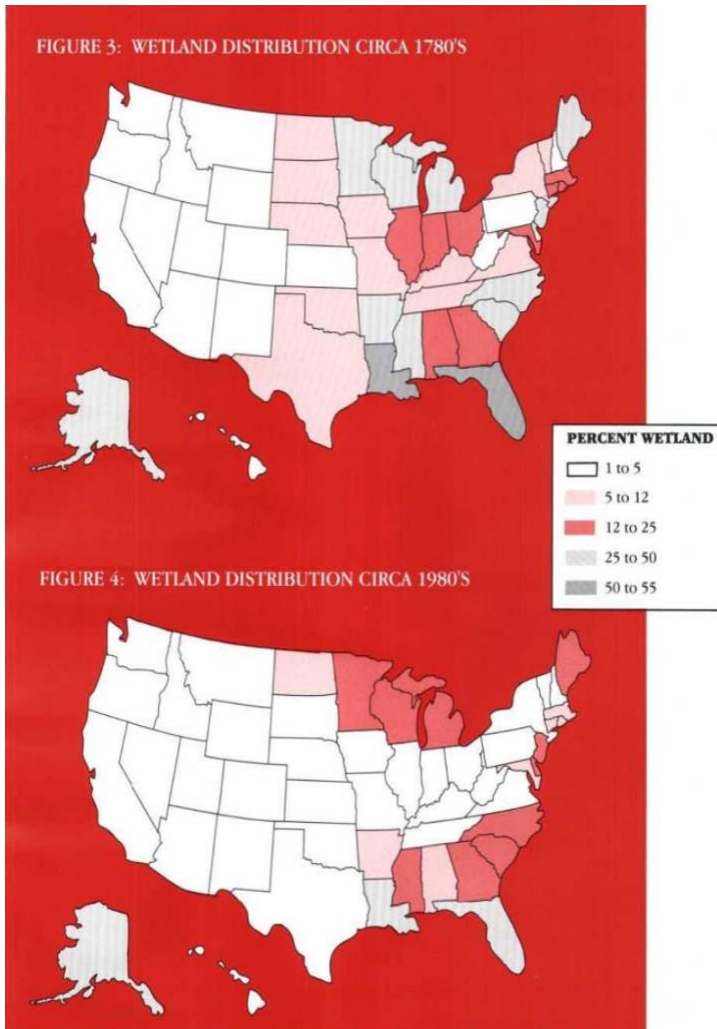 FIGURE 3: WETLAND DISTRIBUTION CIRCA 1780'S
PERCENT WETLAND
1 to 5
5 to 12
12 to 25
25 to 50
50 to 55
FIGURE 4: WETLAND DISTRIBUTION CIRCA 1980'S